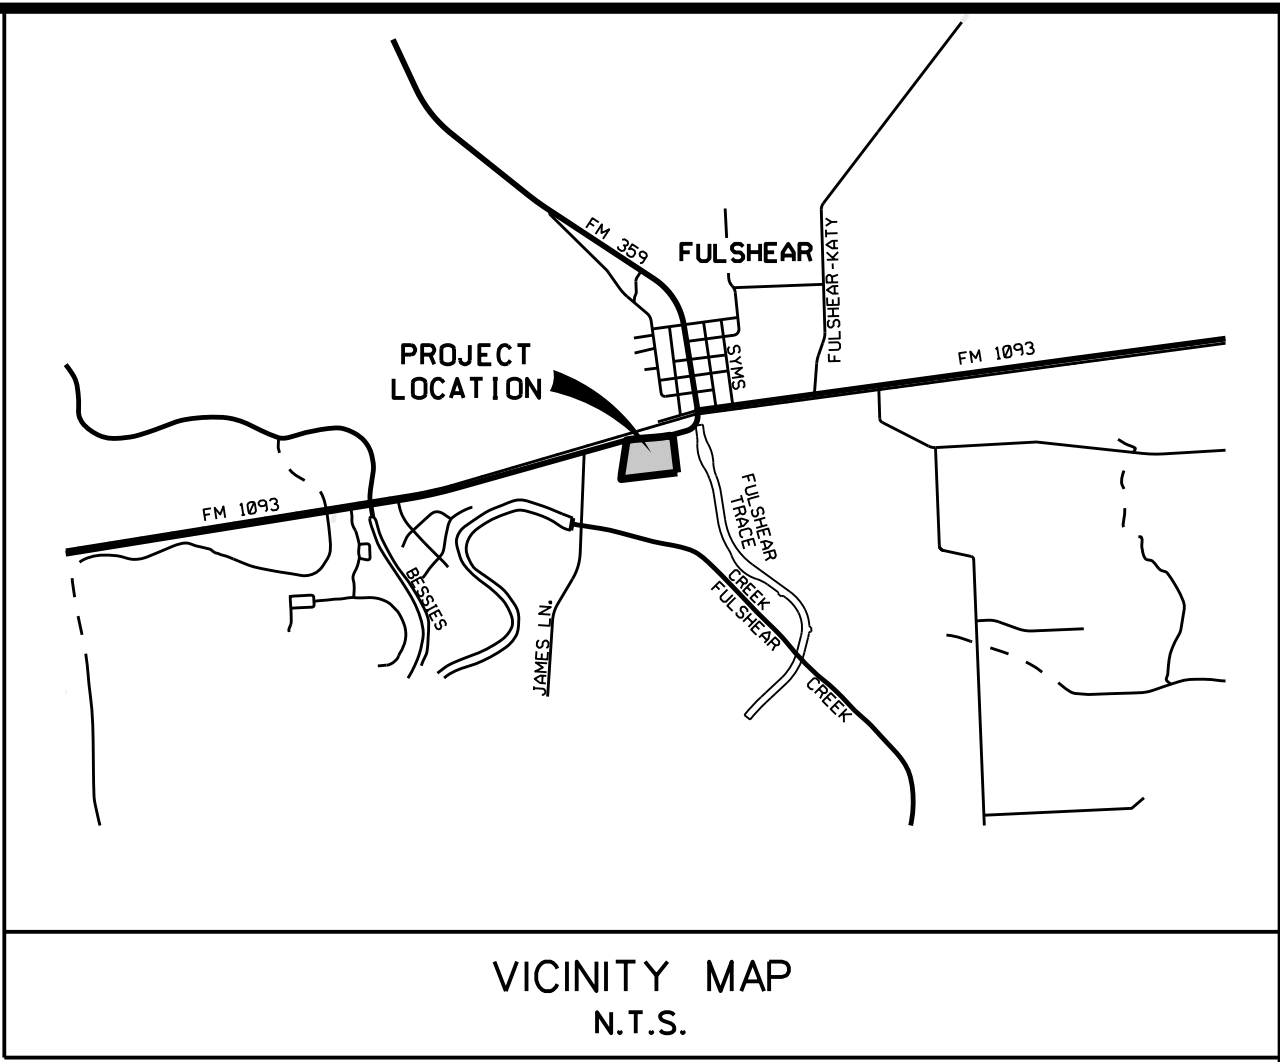 FM 359
FULSHEAR
FULSHEAR-KATY
PROJECT
LOCATION
SYMS
FM 1093
FM 1093
FULSHEAR
TRACE
BESSIES
CREEK
FULSHEAR
JAMES LN.
CREEK
VICINITY MAP
N.T.S.